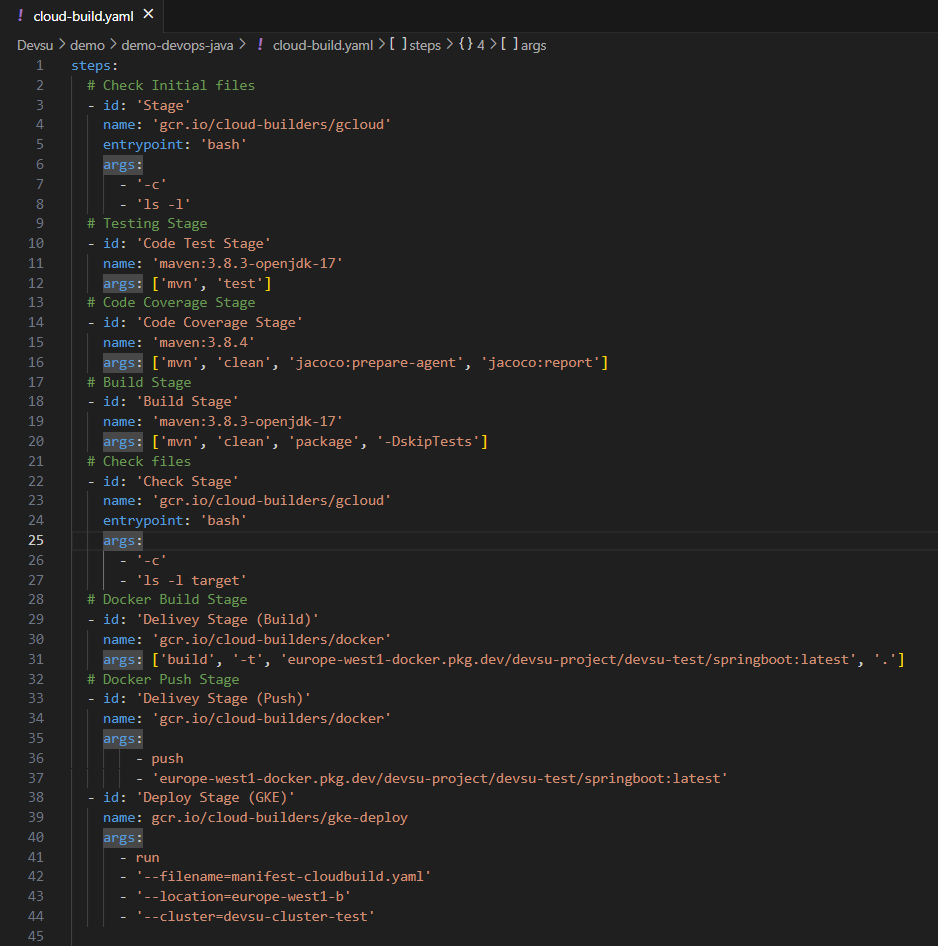 ! cloud-build.yaml ×
Devsu > demo > demo-devops-java > ! cloud-build.yaml > [ ] steps > {} 4 > [ ] args
1 steps:
2 # Check Initial files
3 - id: 'Stage'
4 name: 'gcr.io/cloud-builders/gcloud'
5 entrypoint: 'bash'
6 args:
7 - '-c'
8 - 'ls -l'
9 # Testing Stage
10 - id: 'Code Test Stage'
11 name: 'maven:3.8.3-openjdk-17'
12 args: ['mvn', 'test']
13 # Code Coverage Stage
14 - id: 'Code Coverage Stage'
15 name: 'maven:3.8.4'
16 args: ['mvn', 'clean', 'jacoco:prepare-agent', 'jacoco:report']
17 # Build Stage
18 - id: 'Build Stage'
19 name: 'maven:3.8.3-openjdk-17'
20 args: ['mvn', 'clean', 'package', '-DskipTests']
21 # Check files
22 - id: 'Check Stage'
23 name: 'gcr.io/cloud-builders/gcloud'
24 entrypoint: 'bash'
25 args:
26 - '-c'
27 - 'ls -l target'
28 # Docker Build Stage
29 - id: 'Delivey Stage (Build)'
30 name: 'gcr.io/cloud-builders/docker'
31 args: ['build', '-t', 'europe-west1-docker.pkg.dev/devsu-project/devsu-test/springboot:latest', '.']
32 # Docker Push Stage
33 - id: 'Delivey Stage (Push)'
34 name: 'gcr.io/cloud-builders/docker'
35 args:
36 - push
37 - 'europe-west1-docker.pkg.dev/devsu-project/devsu-test/springboot:latest'
38 - id: 'Deploy Stage (GKE)'
39 name: gcr.io/cloud-builders/gke-deploy
40 args:
41 - run
42 - '--filename=manifest-cloudbuild.yaml'
43 - '--location=europe-west1-b'
44 - '--cluster=devsu-cluster-test'
45